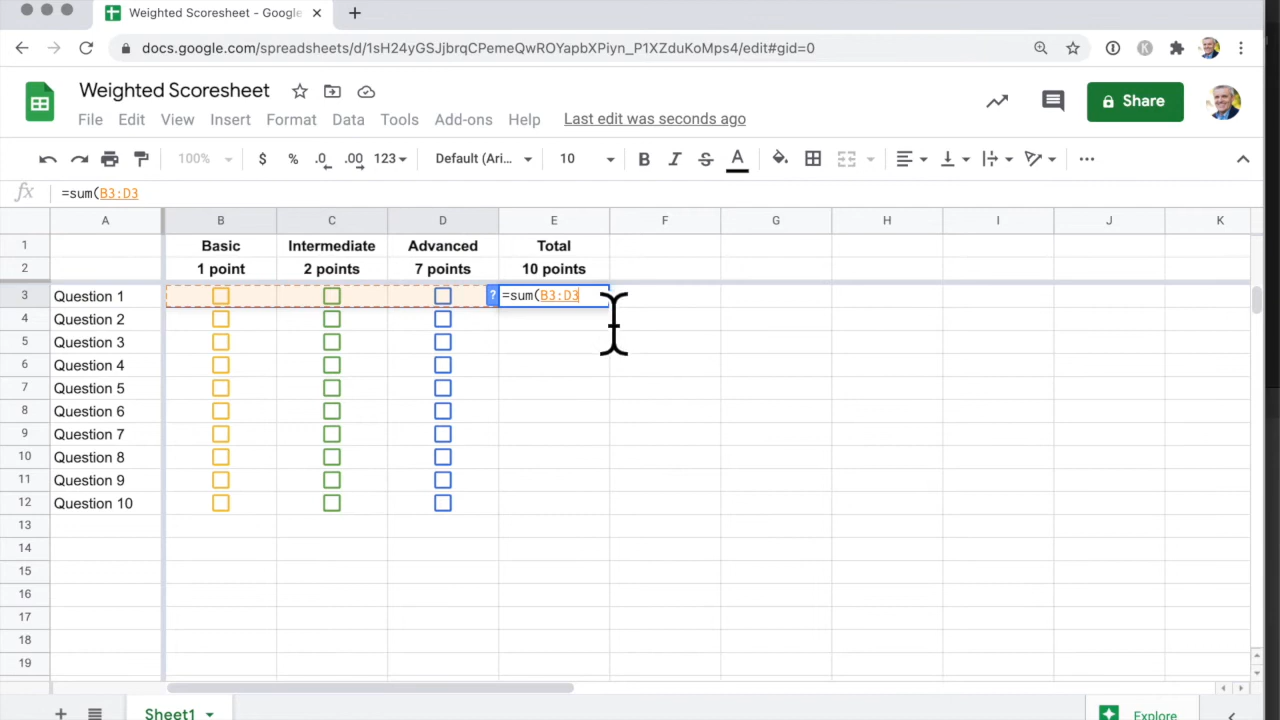 Weighted Scoresheet - Google
docs.google.com/spreadsheets/d/1sH24yGSJjbrqCPemeQwROYapbXPiyn_P1XZduKoMps4/edit#gid=0
K
Weighted Scoresheet
File Edit View Insert Format Data Tools Add-ons Help Last edit was seconds ago
Share
100% $ % .0 .00 123 Default (Ari... 10 B I S A
fx =sum(B3:D3
A B C D E F G H I J K
1 Basic Intermediate Advanced Total
2 1 point 2 points 7 points 10 points
3 Question 1 ? =sum(B3:D3
4 Question 2
5 Question 3
6 Question 4
7 Question 5
8 Question 6
9 Question 7
10 Question 8
11 Question 9
12 Question 10
13
14
15
16
17
18
19
Sheet1
Explore